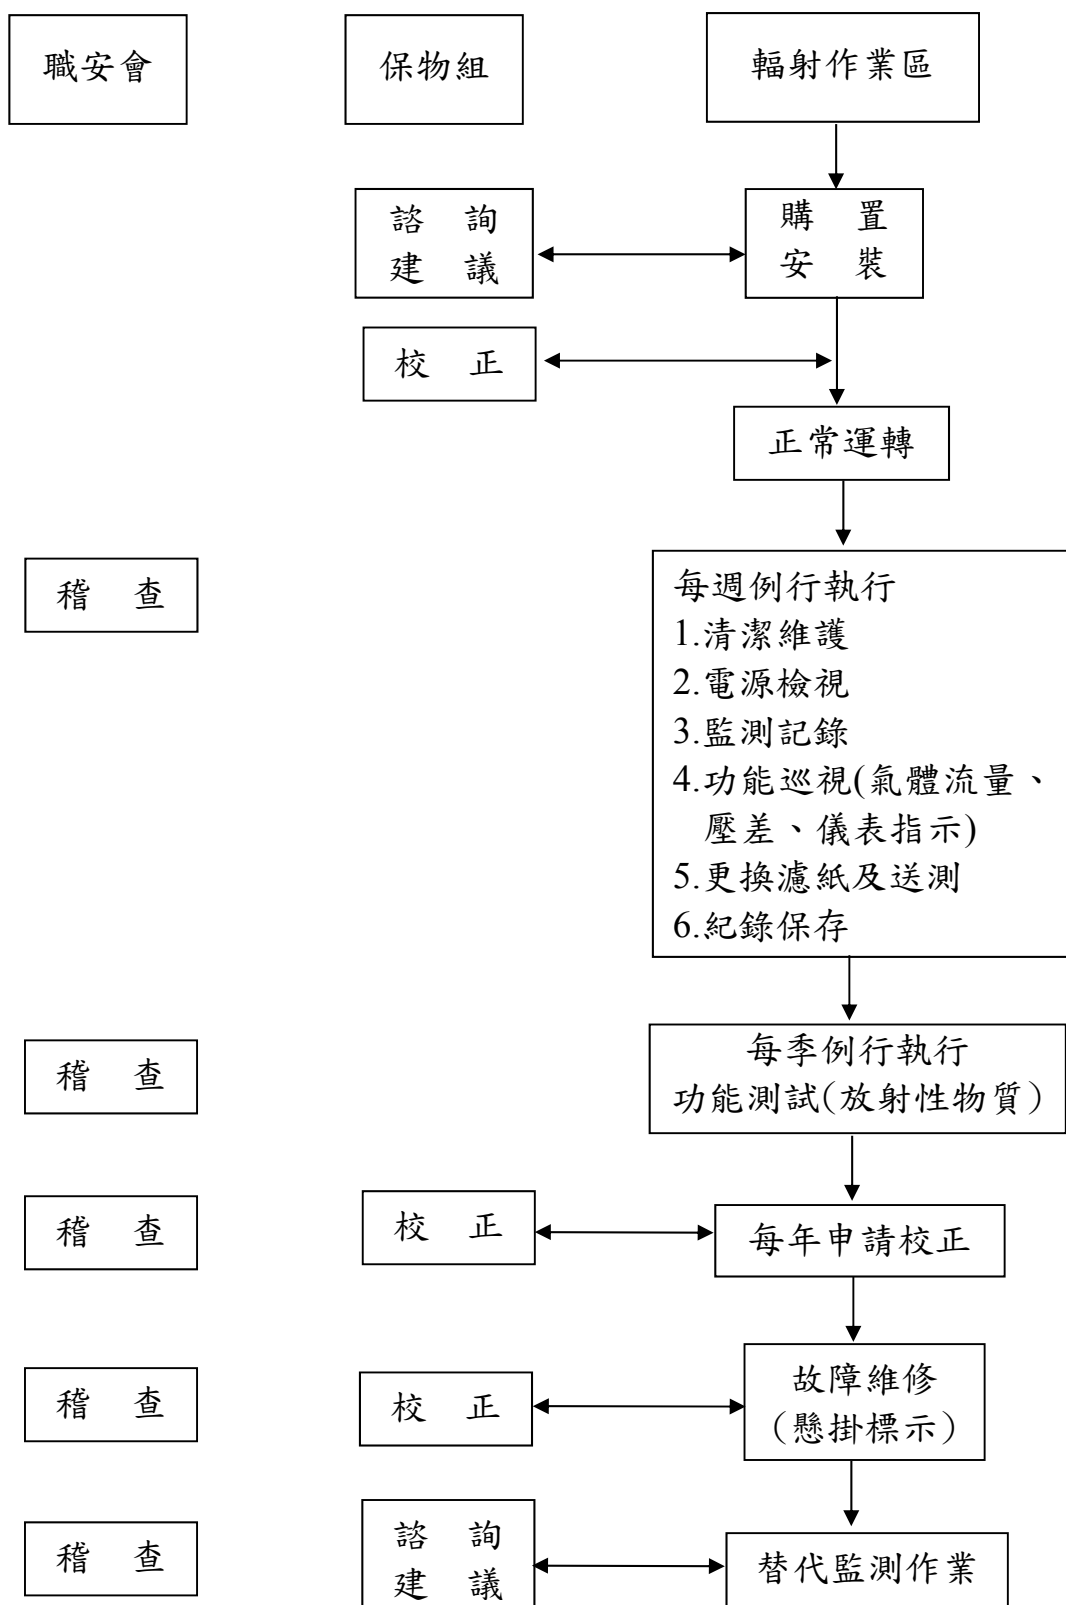 職安會
保物組
輻射作業區
諮 詢
建 議
購 置
安 裝
校 正
正常運轉
稽 查
每週例行執行
1.清潔維護
2.電源檢視
3.監測記錄
4.功能巡視(氣體流量、
壓差、儀表指示)
5.更換濾紙及送測
6.紀錄保存
稽 查
每季例行執行
功能測試(放射性物質)
稽 查
校 正
每年申請校正
稽 查
校 正
故障維修
(懸掛標示)
稽 查
諮 詢
建 議
替代監測作業